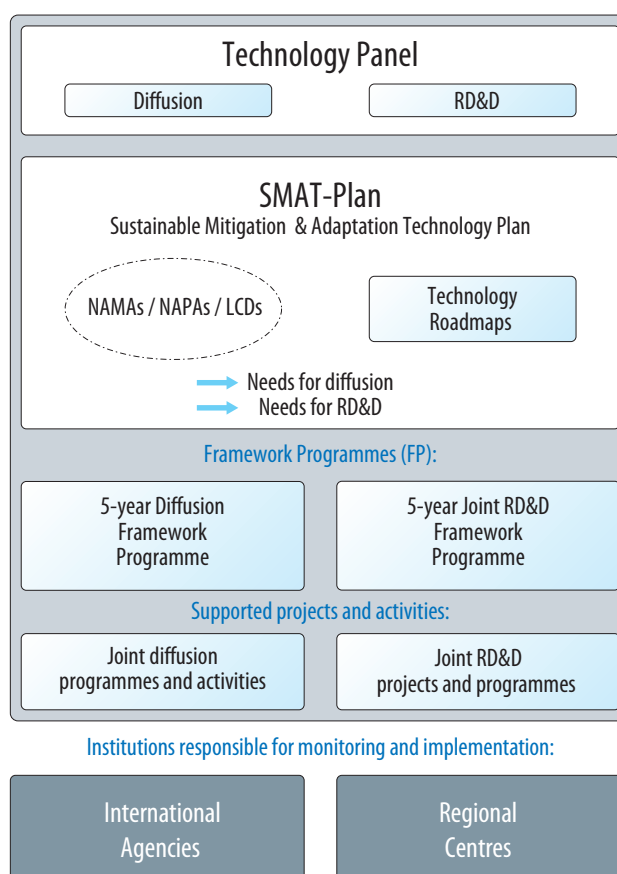 Technology Panel
Diffusion
RD&D
SMAT-Plan
Sustainable Mitigation & Adaptation Technology Plan
NAMAs / NAPAs / LCDs
Technology
Roadmaps
Needs for diffusion
Needs for RD&D
Framework Programmes (FP):
5-year Diffusion
Framework
Programme
5-year Joint RD&D
Framework
Programme
Supported projects and activities:
Joint diffusion
programmes and activities
Joint RD&D
projects and programmes
Institutions responsible for monitoring and implementation:
International
Agencies
Regional
Centres